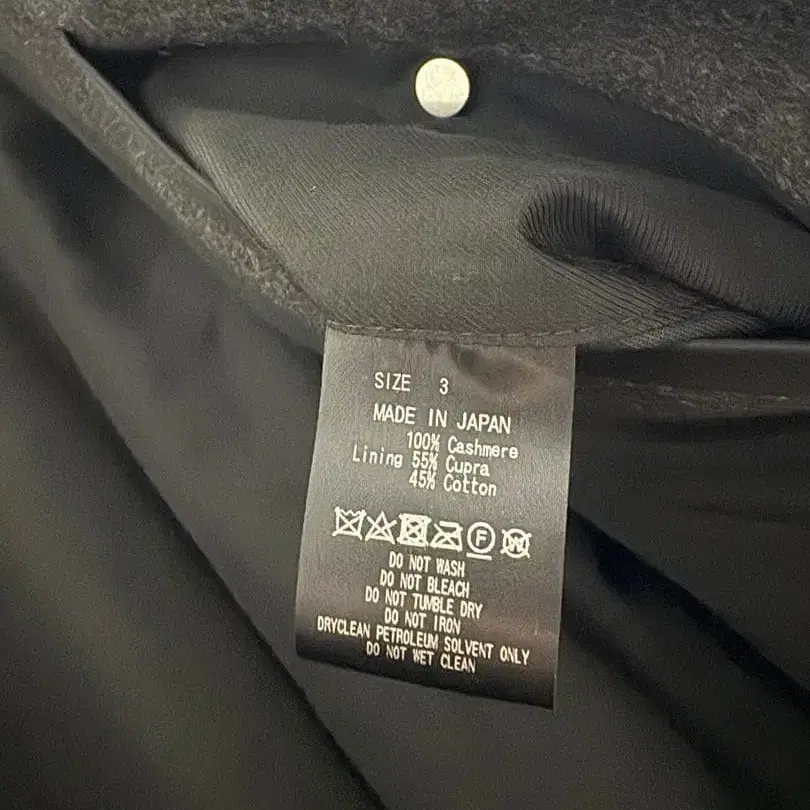 SIZE 3
MADE IN JAPAN
100% Cashmere
Lining 55% Cupra
45% Cotton
F W
DO NOT WASH
DO NOT BLEACH
DO NOT TUMBLE DRY
DO NOT IRON
DRYCLEAN PETROLEUM SOLVENT ONLY
DO NOT WET CLEAN